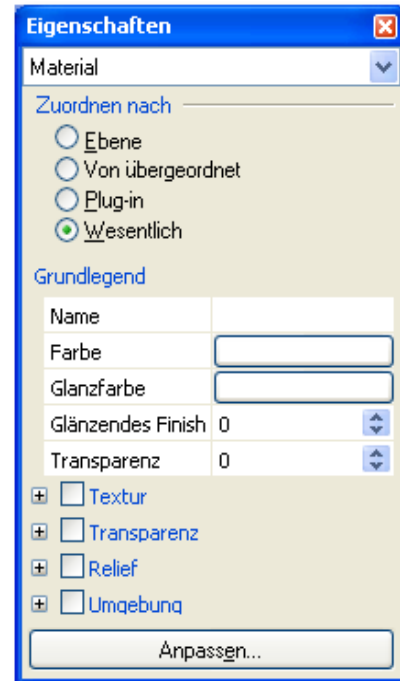 Eigenschaften
Material
Zuordnen nach
Ebene
Von übergeordnet
Plug-in
Wesentlich
Grundlegend
Name
Farbe
Glanzfarbe
Glänzendes Finish 0
Transparenz 0
Textur
Transparenz
Relief
Umgebung
Anpassen...